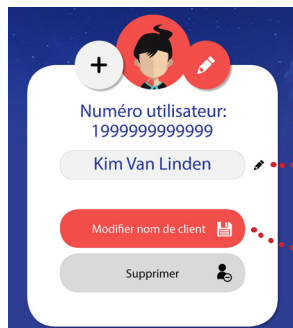 Numéro utilisateur:
1999999999999
Kim Van Linden
Modifier nom de client
Supprimer